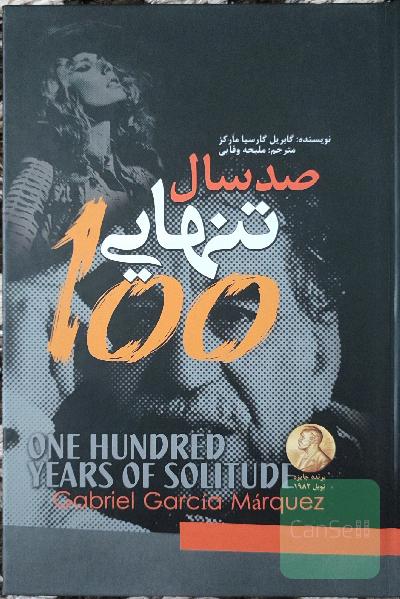 نویسنده: گابریل گارسیا مارکز
مترجم: ملیحه وفایی
صد سال
تنهایی
100
ONE HUNDRED
YEARS OF SOLITUDE
Gabriel García Márquez
برنده جایزه
نوبل ۱۹۸۲
CanSell